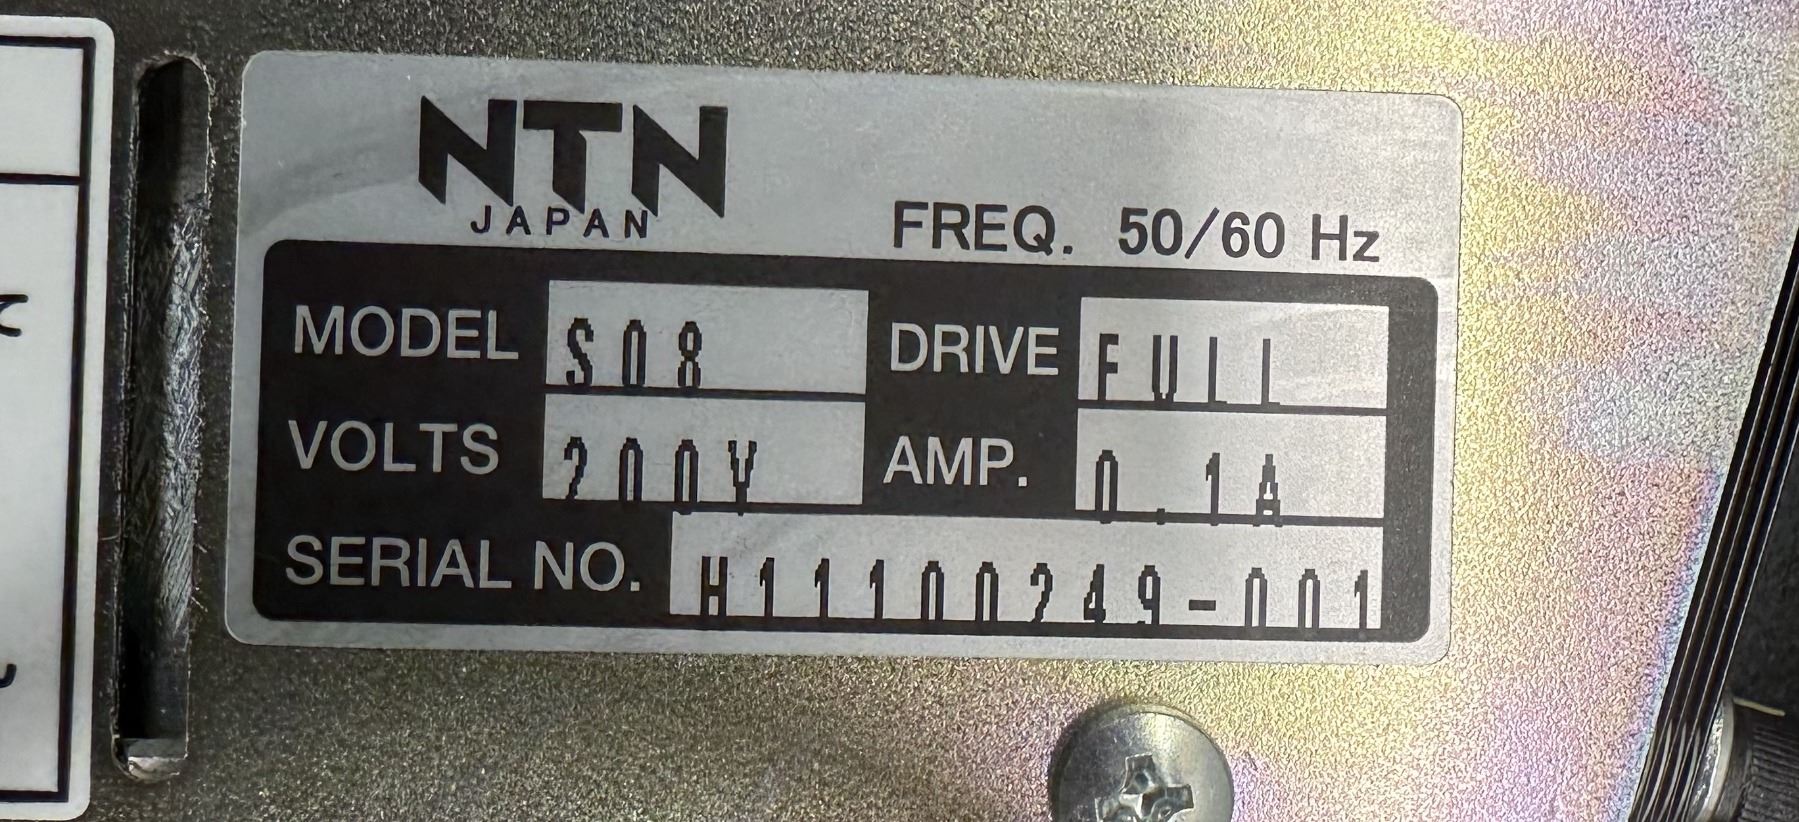 NTN
JAPAN
FREQ. 50/60 Hz
MODEL S08 DRIVE FULL
VOLTS 200V AMP. 0.1A
SERIAL NO. H11100249-001